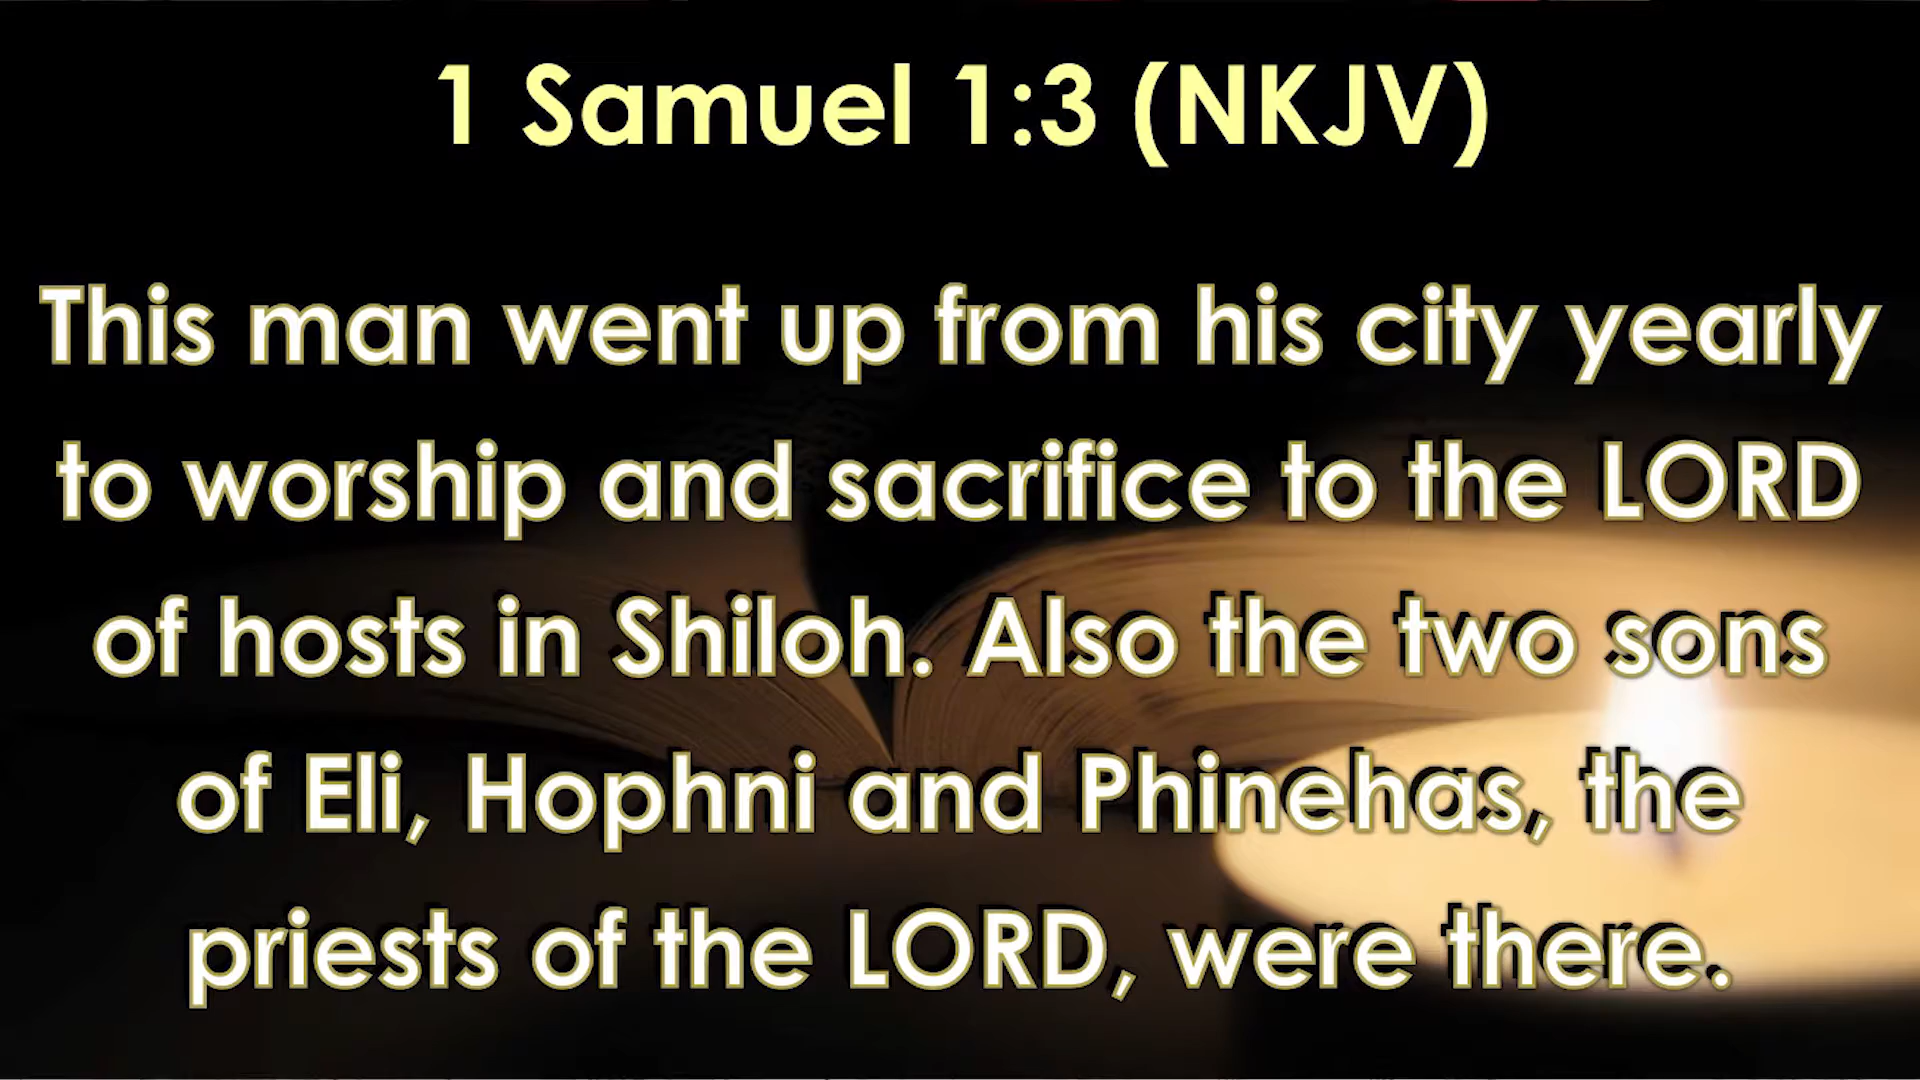 1 Samuel 1:3 (NKJV)
This man went up from his city yearly
to worship and sacrifice to the LORD
of hosts in Shiloh. Also the two sons
of Eli, Hophni and Phinehas, the
priests of the LORD, were there.